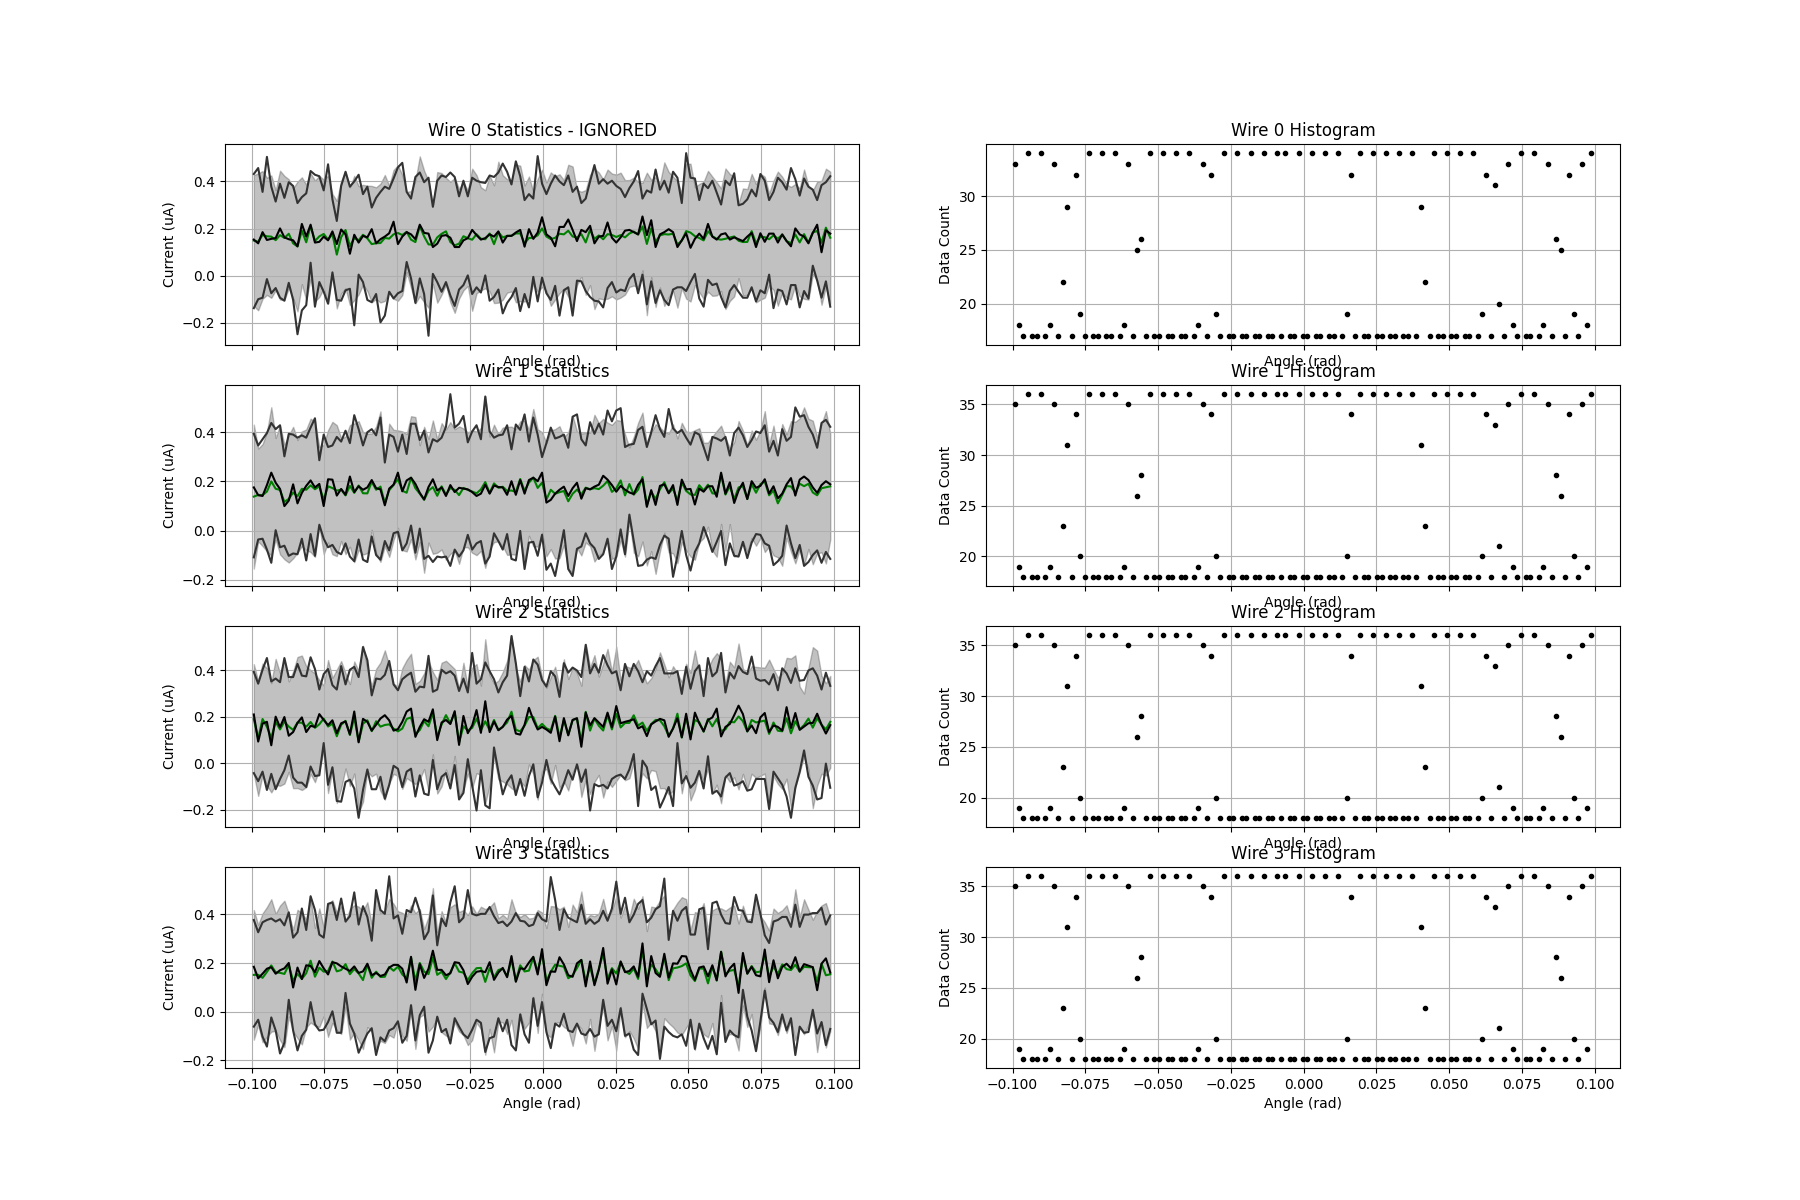 Wire 0 Statistics - IGNORED
Current (uA)
0.4
0.2
0.0
−0.2
Angle (rad)
Wire 0 Histogram
Data Count
30
25
20
Angle (rad)
Wire 1 Statistics
Current (uA)
0.4
0.2
0.0
−0.2
Angle (rad)
Wire 1 Histogram
Data Count
35
30
25
20
Angle (rad)
Wire 2 Statistics
Current (uA)
0.4
0.2
0.0
−0.2
Angle (rad)
Wire 2 Histogram
Data Count
35
30
25
20
Angle (rad)
Wire 3 Statistics
Current (uA)
0.4
0.2
0.0
−0.2
−0.100 −0.075 −0.050 −0.025 0.000 0.025 0.050 0.075 0.100
Angle (rad)
Wire 3 Histogram
Data Count
35
30
25
20
−0.100 −0.075 −0.050 −0.025 0.000 0.025 0.050 0.075 0.100
Angle (rad)